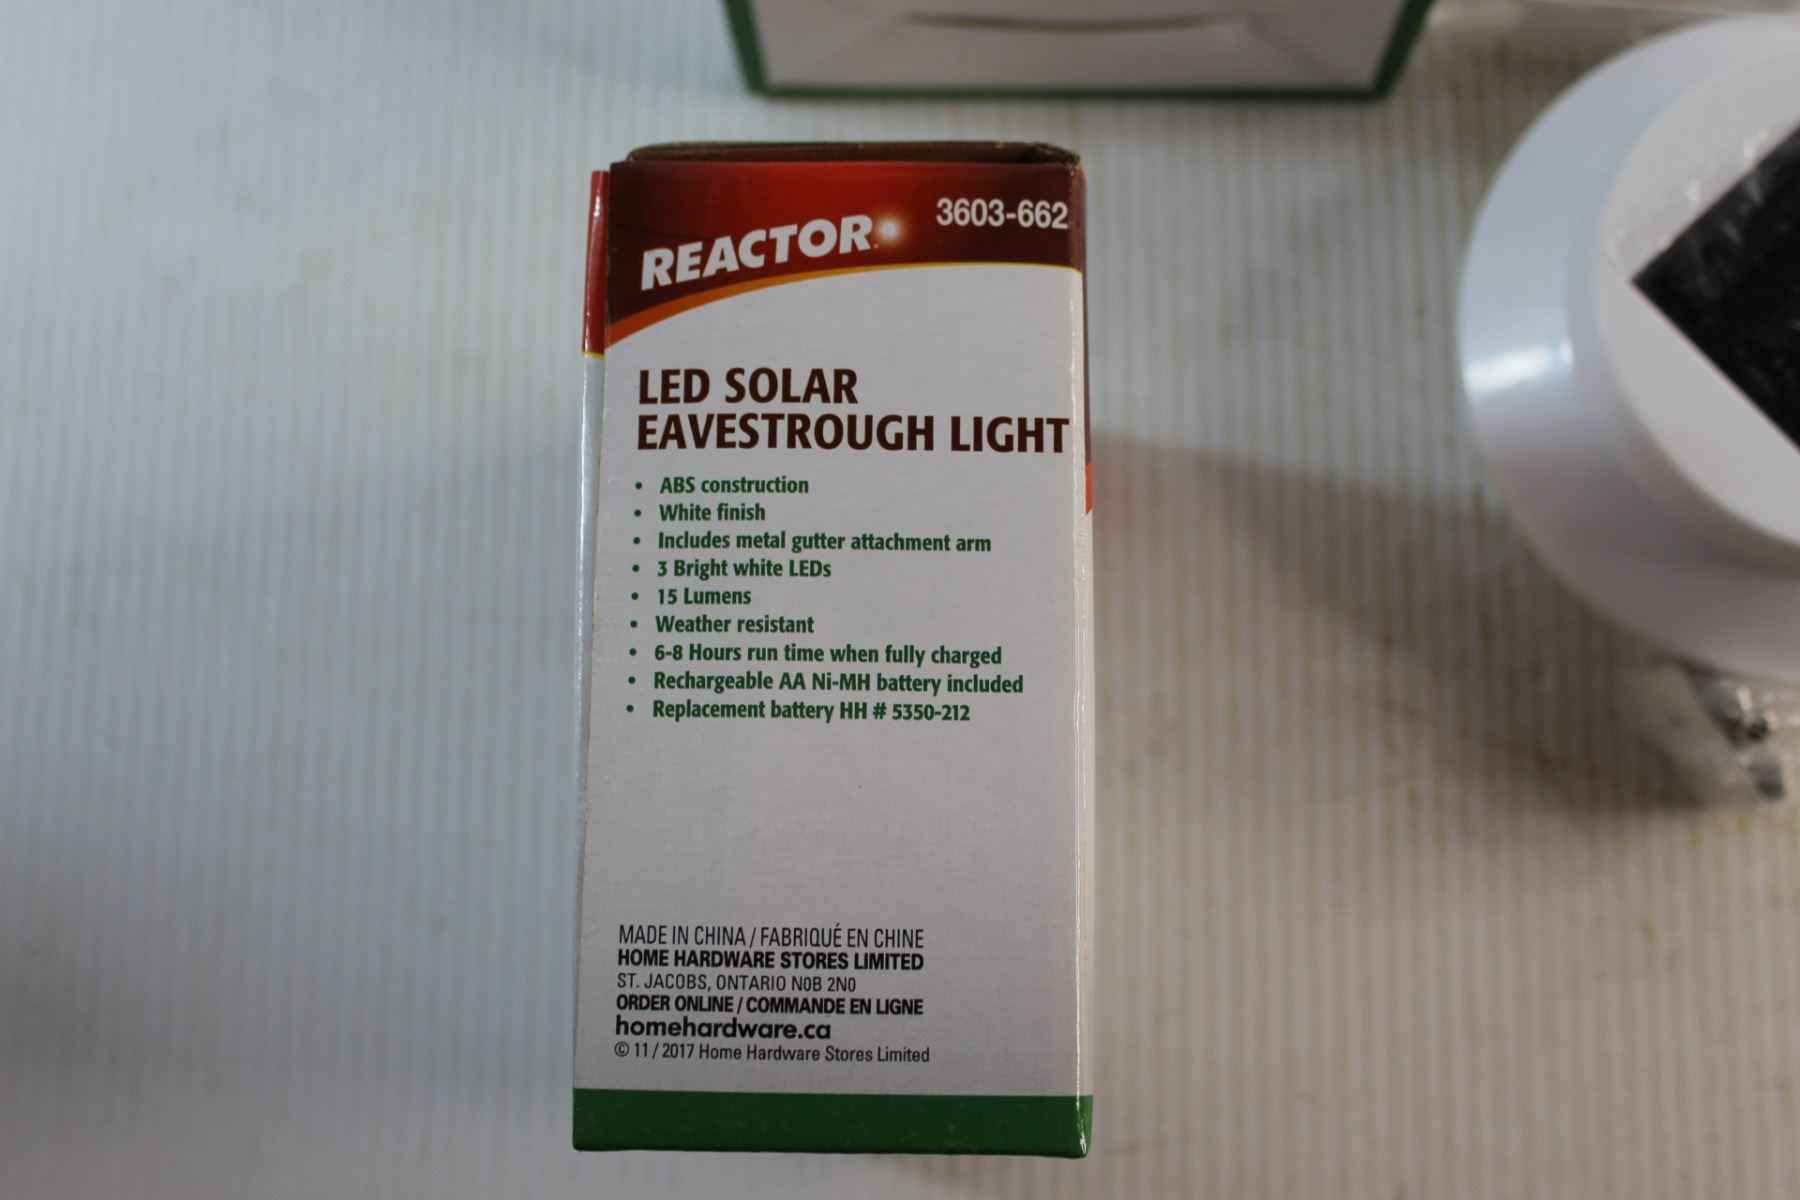 3603-662
REACTOR
LED SOLAR
EAVESTROUGH LIGHT
• ABS construction
• White finish
• Includes metal gutter attachment arm
• 3 Bright white LEDs
• 15 Lumens
• Weather resistant
• 6-8 Hours run time when fully charged
• Rechargeable AA Ni-MH battery included
• Replacement battery HH # 5350-212
MADE IN CHINA / FABRIQUÉ EN CHINE
HOME HARDWARE STORES LIMITED
ST. JACOBS, ONTARIO N0B 2N0
ORDER ONLINE / COMMANDE EN LIGNE
homehardware.ca
© 11 / 2017 Home Hardware Stores Limited